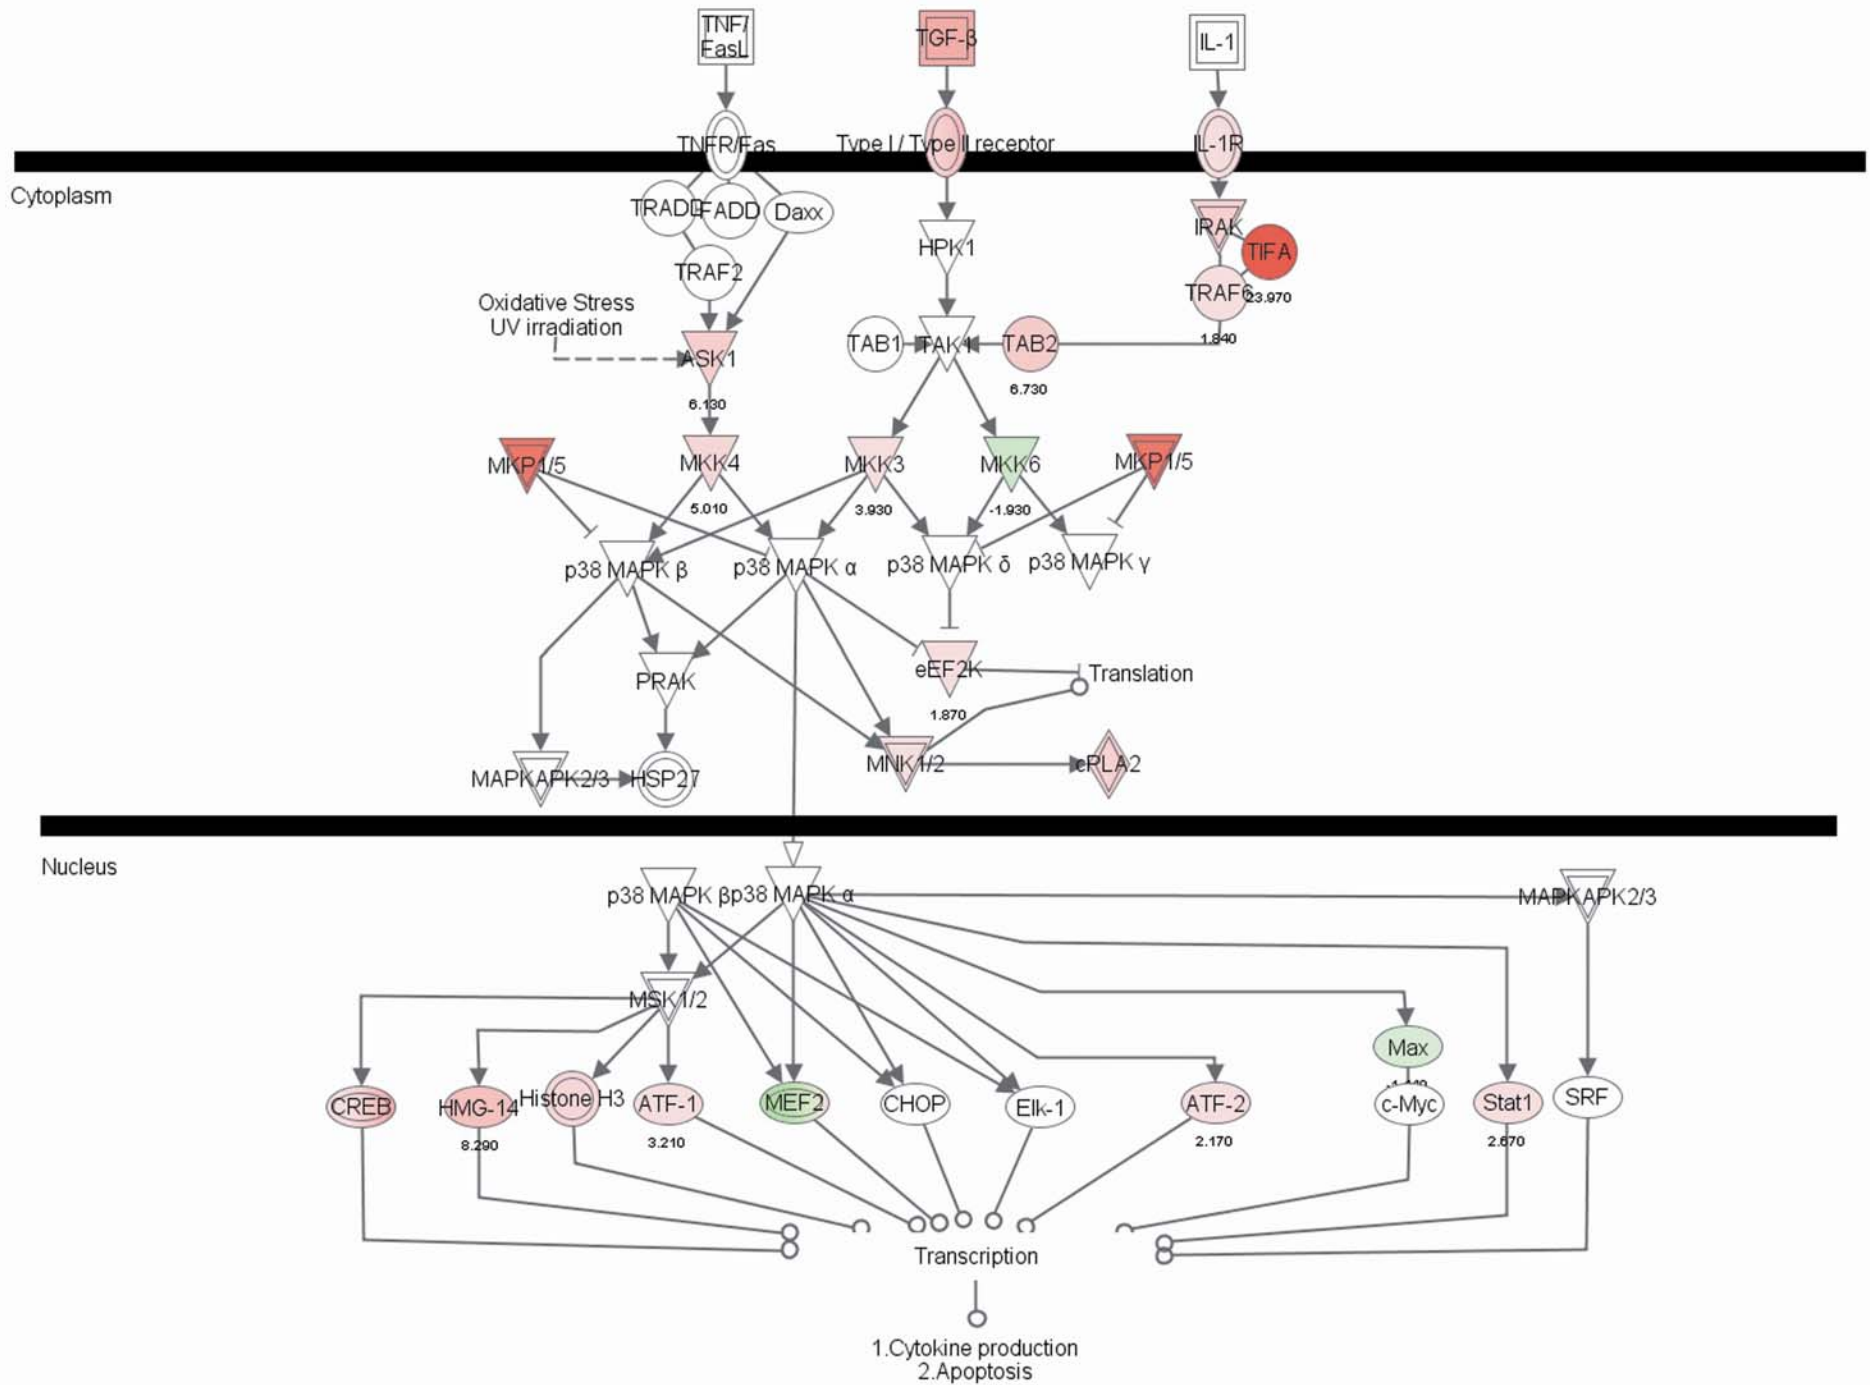 TNF/
FasL
TGF-β
IL-1
TNFR/Fas
Type I / Type II receptor
IL-1R
Cytoplasm
TRADD
FADD
Daxx
IRAK
HPK1
TIFA
TRAF2
TRAF6
23.970
Oxidative Stress
UV irradiation
1.840
ASK1
TAB1
TAK1
TAB2
6.130
6.730
MKP1/5
MKK4
MKK3
MKK6
MKP1/5
5.010
3.930
-1.930
p38 MAPK β
p38 MAPK α
p38 MAPK δ
p38 MAPK γ
eEF2K
Translation
PRAK
1.870
MAPKAPK2/3
HSP27
MNK1/2
cPLA2
Nucleus
p38 MAPK β
p38 MAPK α
MAPKAPK2/3
MSK1/2
Max
CREB
HMG-14
Histone H3
ATF-1
MEF2
CHOP
Elk-1
ATF-2
c-Myc
Stat1
SRF
8.290
3.210
2.170
2.670
Transcription
1.Cytokine production
2.Apoptosis